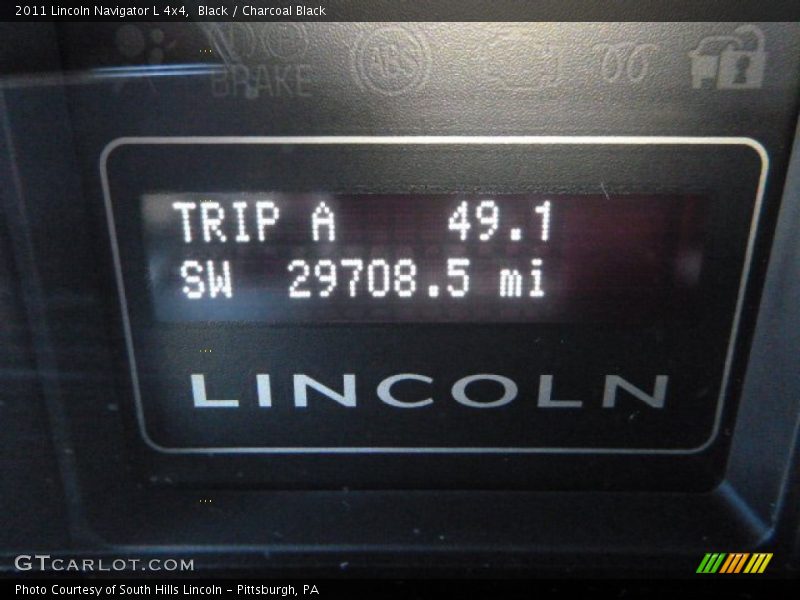 2011 Lincoln Navigator L 4x4, Black / Charcoal Black
BRAKE ABS
TRIP A 49.1
SW 29708.5 mi
LINCOLN
GTCARLOT.COM
Photo Courtesy of South Hills Lincoln - Pittsburgh, PA